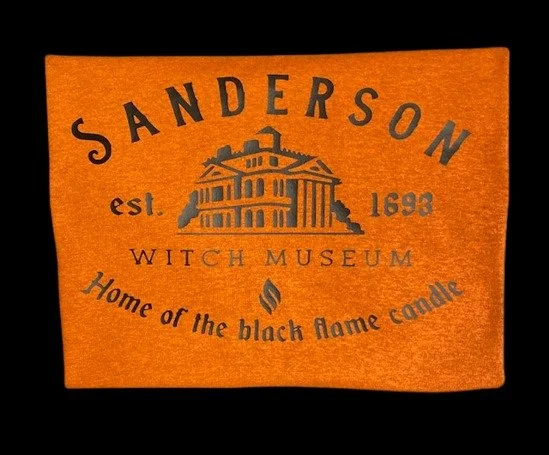 SANDERSON
est. 1693
WITCH MUSEUM
Home of the black flame candle